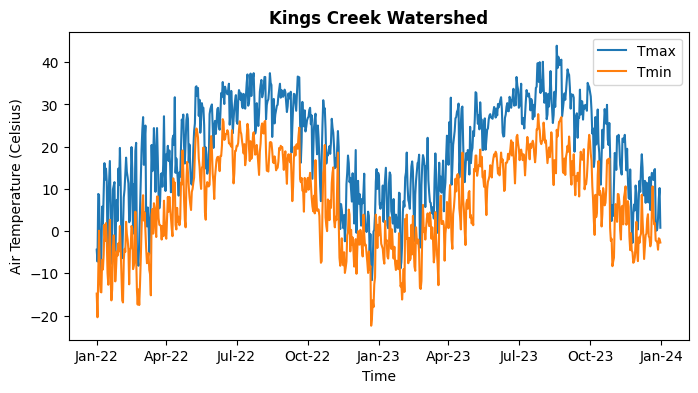 Kings Creek Watershed
Tmax
Tmin
Air Temperature (Celsius)
40
30
20
10
0
−10
−20
Jan-22 Apr-22 Jul-22 Oct-22 Jan-23 Apr-23 Jul-23 Oct-23 Jan-24
Time